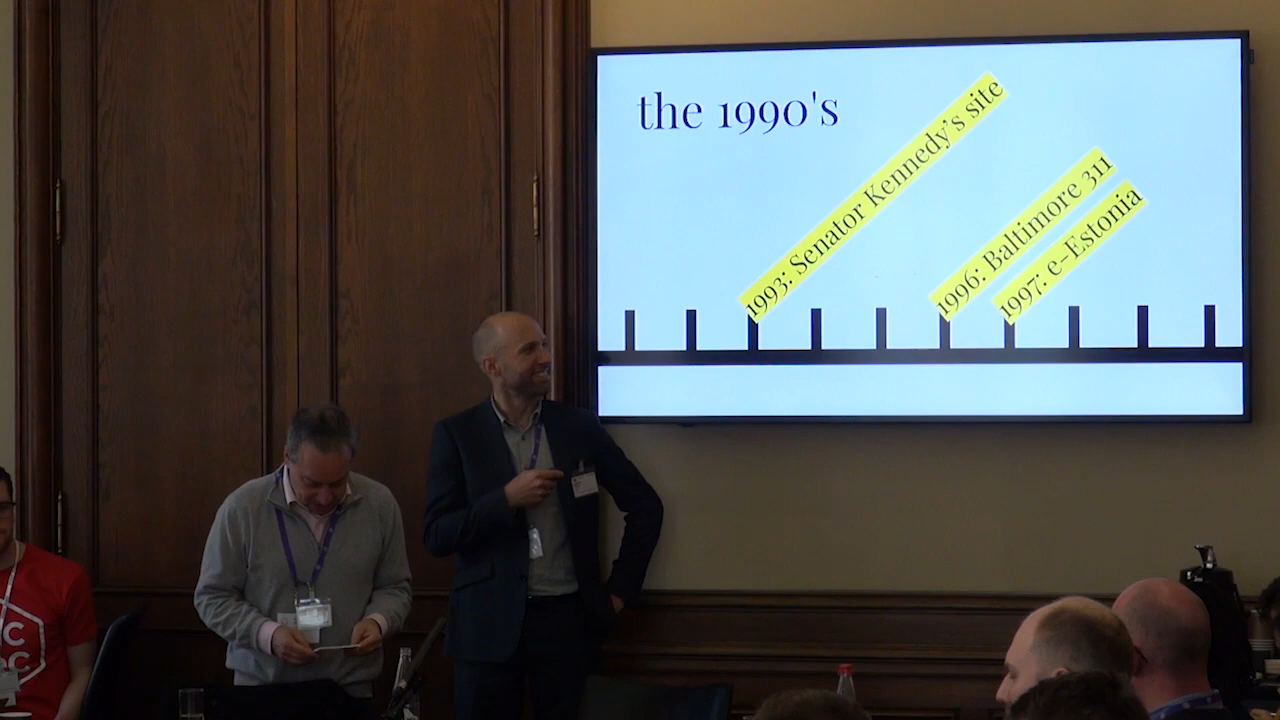 the 1990's
1993: Senator Kennedy's site
1996: Baltimore 311
1997: e-Estonia
C
C